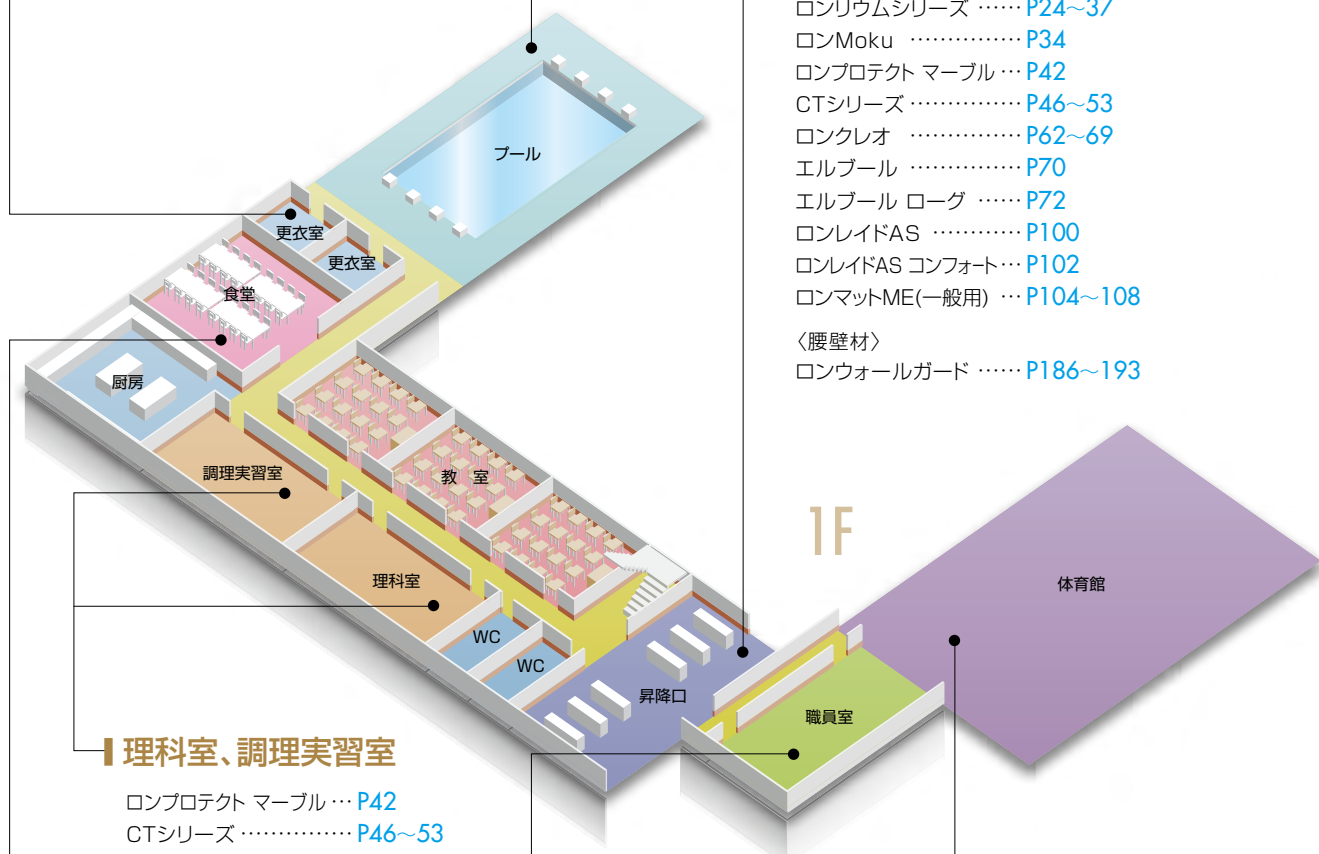 ロンリウムシリーズ ……P24～37
ロンMoku ……………P34
ロンプロテクト マーブル…P42
CTシリーズ……………P46～53
ロンクレオ ……………P62～69
エルブール ……………P70
エルブール ローグ ……P72
ロンレイドAS …………P100
ロンレイドAS コンフォート…P102
ロンマットME(一般用) …P104～108
〈腰壁材〉
ロンウォールガード ……P186～193
プール
更衣室
更衣室
食堂
厨房
調理実習室
教 室
理科室
WC
WC
昇降口
職員室
1F
体育館
理科室、調理実習室
ロンプロテクト マーブル…P42
CTシリーズ……………P46～53